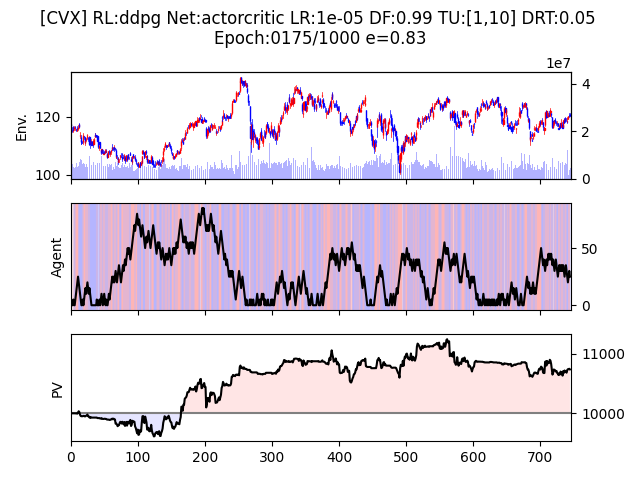 [CVX] RL:ddpg Net:actorcritic LR:1e-05 DF:0.99 TU:[1,10] DRT:0.05
Epoch:0175/1000 e=0.83
1e7
Env.
120
100
4
2
0
Agent
50
0
PV
11000
10000
0 100 200 300 400 500 600 700